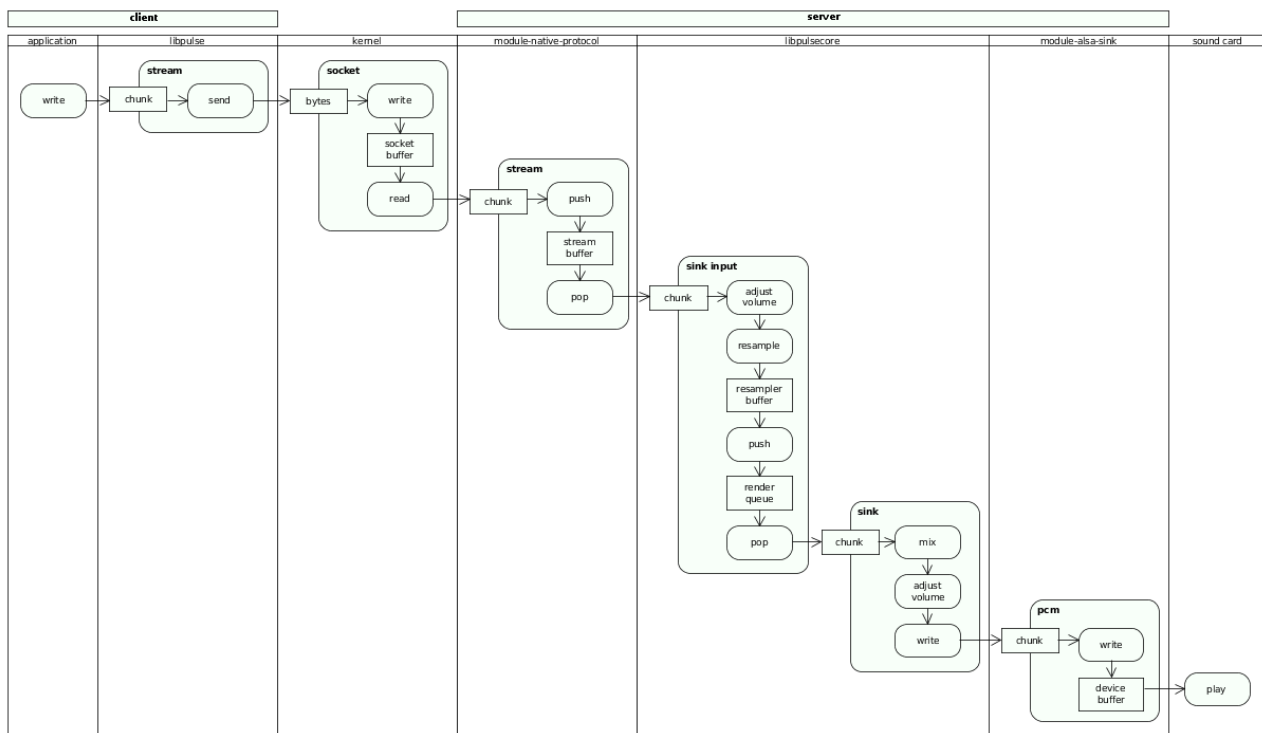 client
server
application
libpulse
kernel
module-native-protocol
libpulsecore
module-alsa-sink
sound card
stream
write
chunk
send
socket
bytes
write
socket
buffer
read
stream
chunk
push
stream
buffer
pop
sink input
chunk
adjust
volume
resample
resampler
buffer
push
render
queue
pop
sink
chunk
mix
adjust
volume
write
pcm
chunk
write
device
buffer
play